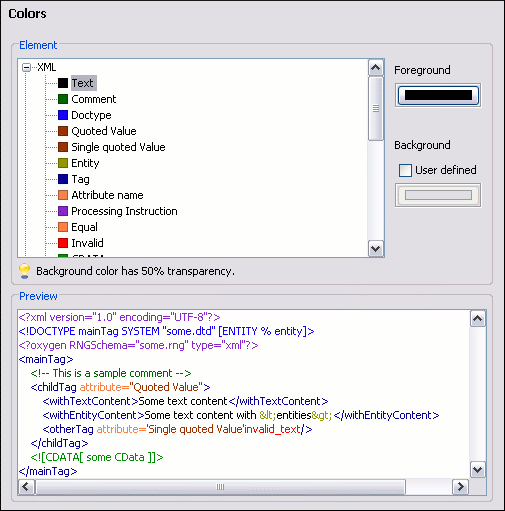 Colors
Element
XML
Text
Comment
Doctype
Quoted Value
Single quoted Value
Entity
Tag
Attribute name
Processing Instruction
Equal
Invalid
CDATA
Foreground
Background
User defined
Background color has 50% transparency.
Preview
<?xml version="1.0" encoding="UTF-8"?>
<!DOCTYPE mainTag SYSTEM "some.dtd" [ENTITY % entity]>
<?oxygen RNGSchema="some.rng" type="xml"?>
<mainTag>
<!-- This is a sample comment -->
<childTag attribute="Quoted Value">
<withTextContent>Some text content</withTextContent>
<withEntityContent>Some text content with &lt;entities&gt;</withEntityContent>
<otherTag attribute='Single quoted Value'invalid_text/>
</childTag>
<![CDATA[ some CData ]]>
</mainTag>